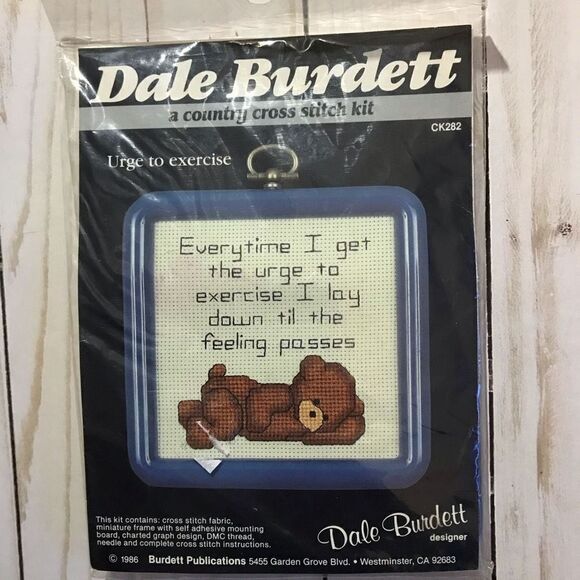 Dale Burdett
a country cross stitch kit
CK282
Urge to exercise
Everytime I get
the urge to
exercise I lay
down til the
feeling passes
This kit contains: cross stitch fabric,
miniature frame with self adhesive mounting
board, charted graph design, DMC thread,
needle and complete cross stitch instructions.
Dale Burdett
designer
© 1986 Burdett Publications 5455 Garden Grove Blvd. • Westminster, CA 92683